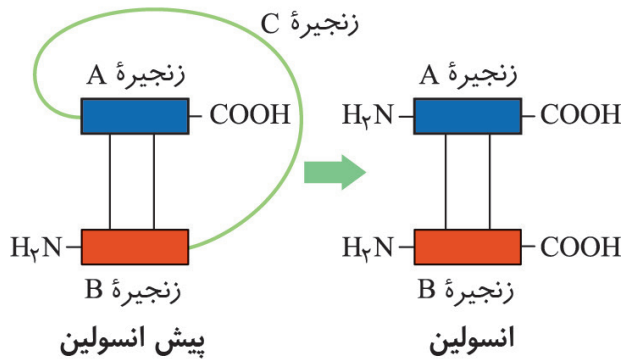 زنجیرهٔ C
زنجیرهٔ A
COOH
H۲N
زنجیرهٔ B
پیش انسولین
زنجیرهٔ A
H۲N
COOH
H۲N
COOH
زنجیرهٔ B
انسولین